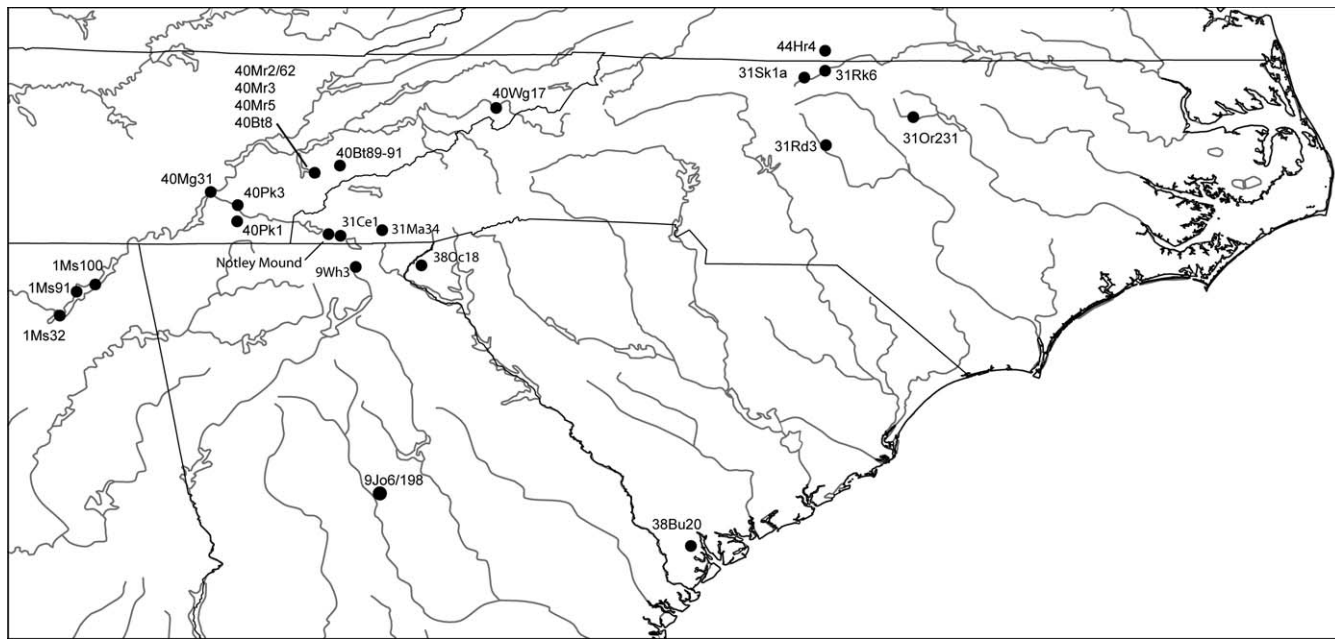 44Hr4
31Sk1a
31Rk6
40Mr2/62
40Mr3
40Mr5
40Bt8
40Wg17
31Or231
31Rd3
40Bt89-91
40Mg31
40Pk3
40Pk1
31Ce1
31Ma34
Notley Mound
9Wh3
38Oc18
1Ms100
1Ms91
1Ms32
9Jo6/198
38Bu20